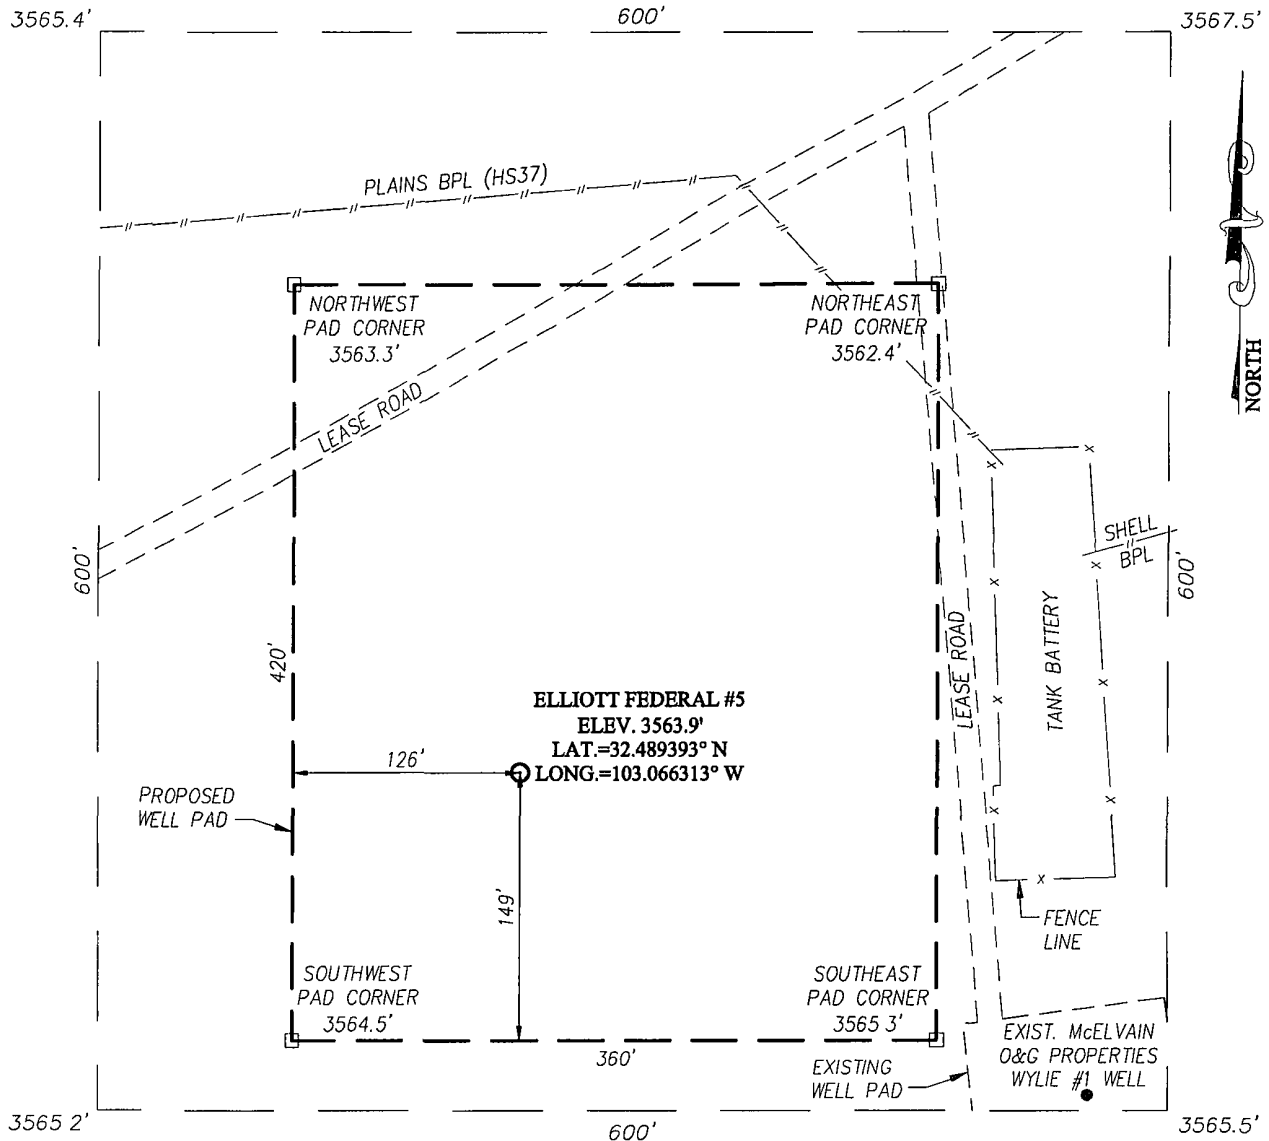 3565.4'
600'
3567.5'
PLAINS BPL (HS37)
NORTH
NORTHWEST
PAD CORNER
3563.3'
NORTHEAST
PAD CORNER
3562.4'
LEASE ROAD
SHELL
BPL
600'
600'
420'
LEASE ROAD
TANK BATTERY
ELLIOTT FEDERAL #5
ELEV. 3563.9'
LAT.=32.489393° N
LONG.=103.066313° W
126'
PROPOSED
WELL PAD
149'
FENCE
LINE
SOUTHWEST
PAD CORNER
3564.5'
SOUTHEAST
PAD CORNER
3565 3'
EXIST. McELVAIN
O&G PROPERTIES
WYLIE #1 WELL
360'
EXISTING
WELL PAD
3565 2'
600'
3565.5'